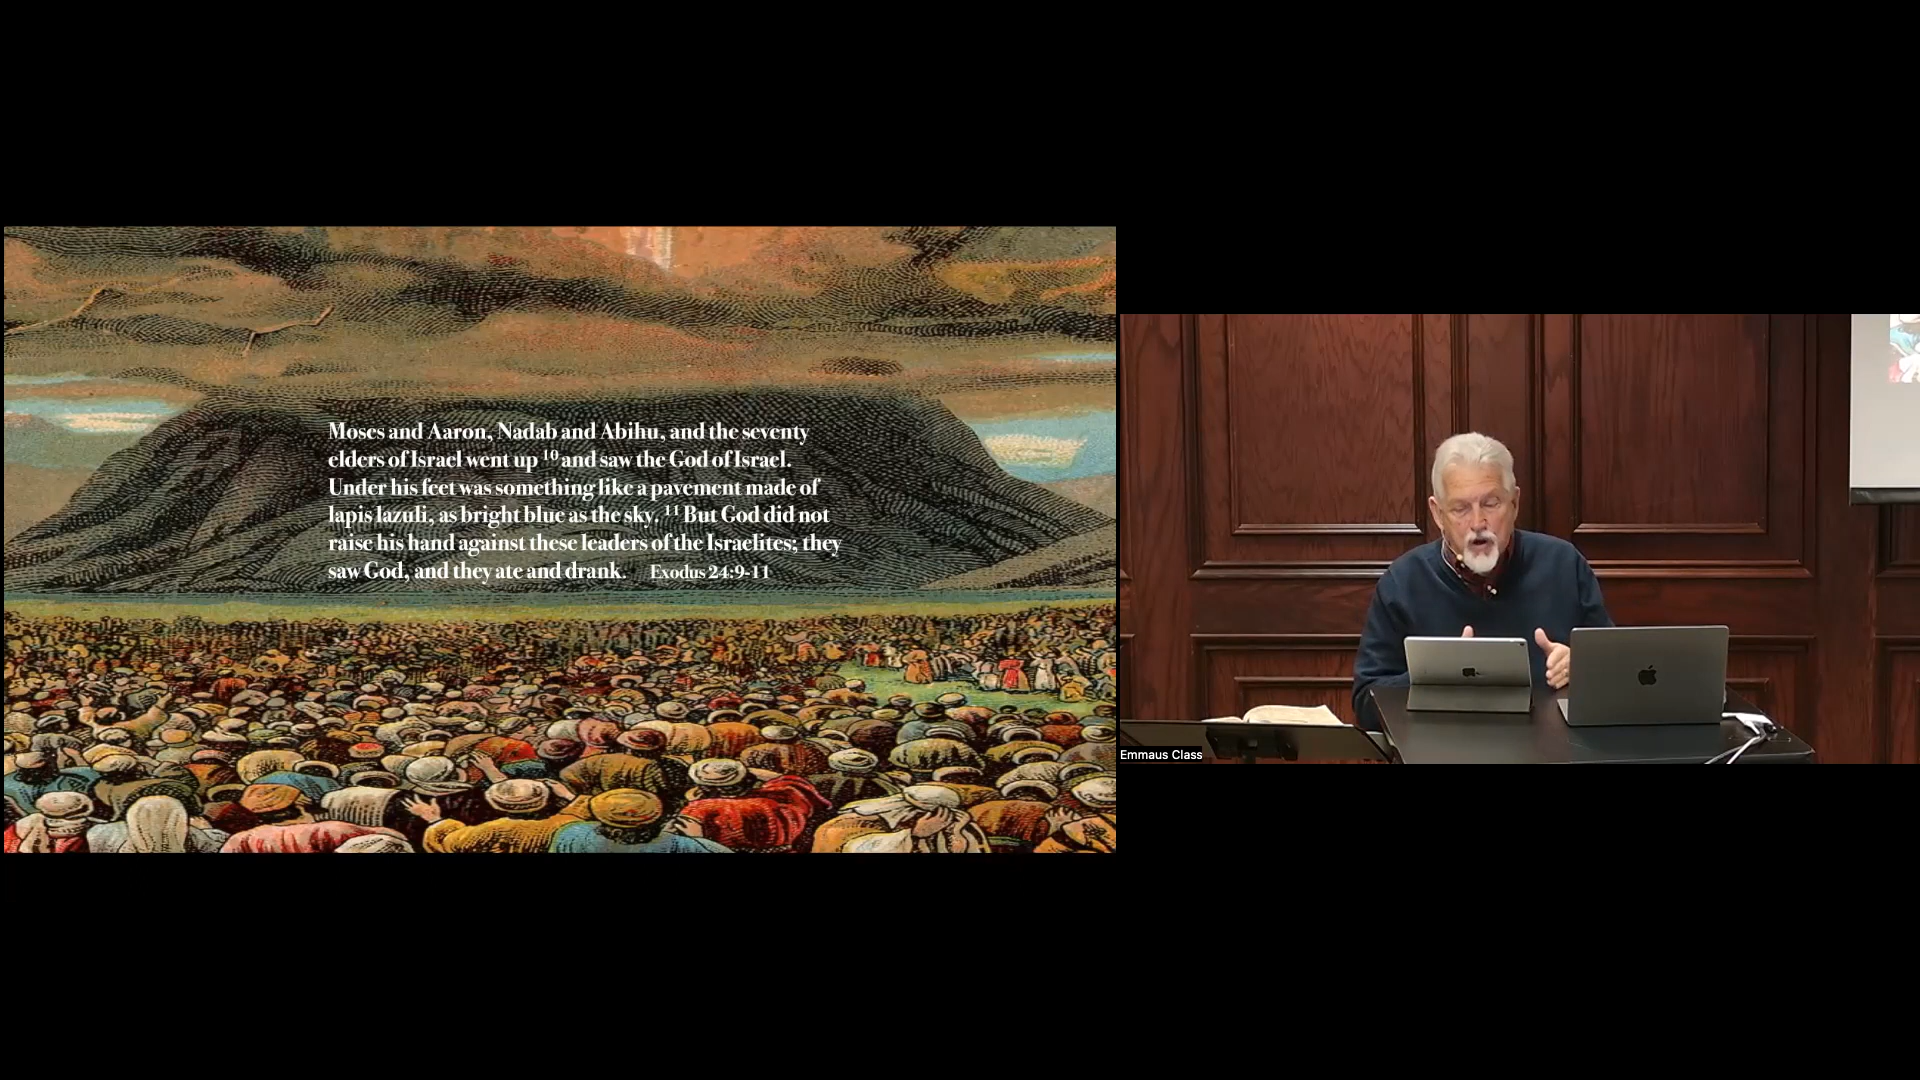 Moses and Aaron, Nadab and Abihu, and the seventy
elders of Israel went up ¹⁰ and saw the God of Israel.
Under his feet was something like a pavement made of
lapis lazuli, as bright blue as the sky. ¹¹ But God did not
raise his hand against these leaders of the Israelites; they
saw God, and they ate and drank. Exodus 24:9-11
Emmaus Class